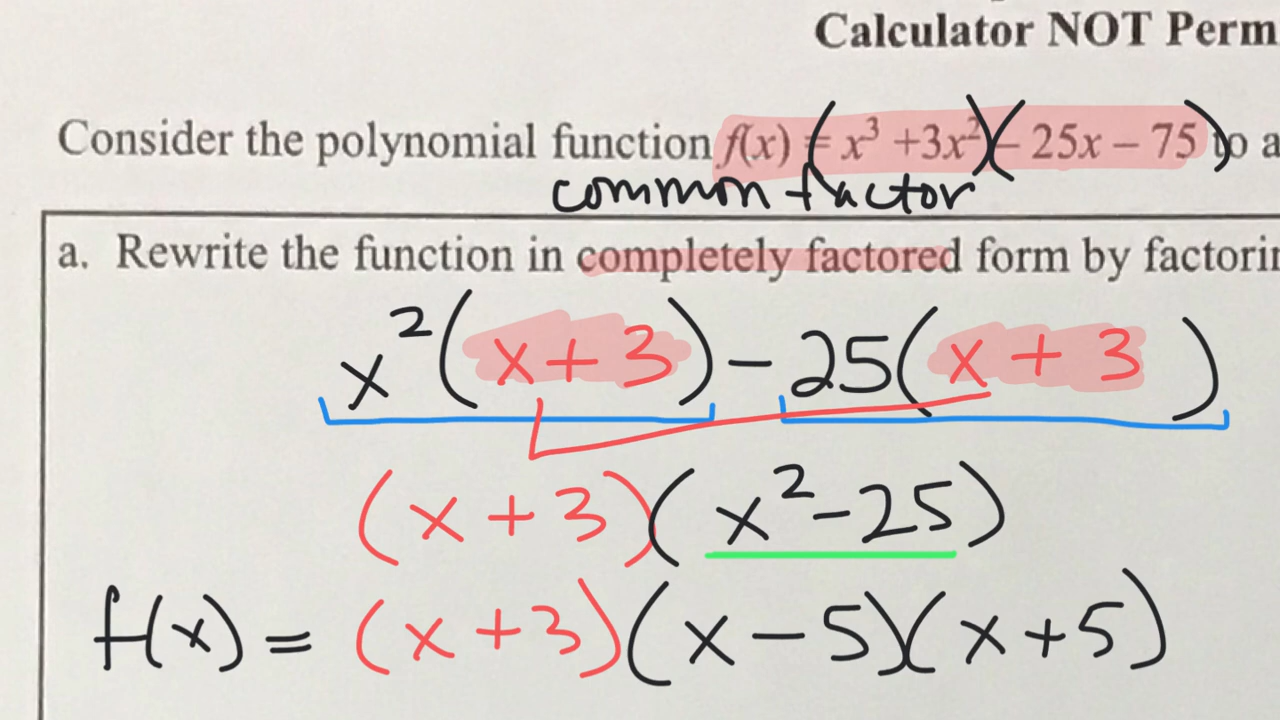 Calculator NOT Perm
Consider the polynomial function f(x) = (x³ +3x²)(– 25x – 75) to a
common factor
a. Rewrite the function in completely factored form by factorin
x²(x + 3) - 25(x + 3 )
(x + 3)(x² - 25)
f(x) = (x + 3)(x - 5)(x + 5)